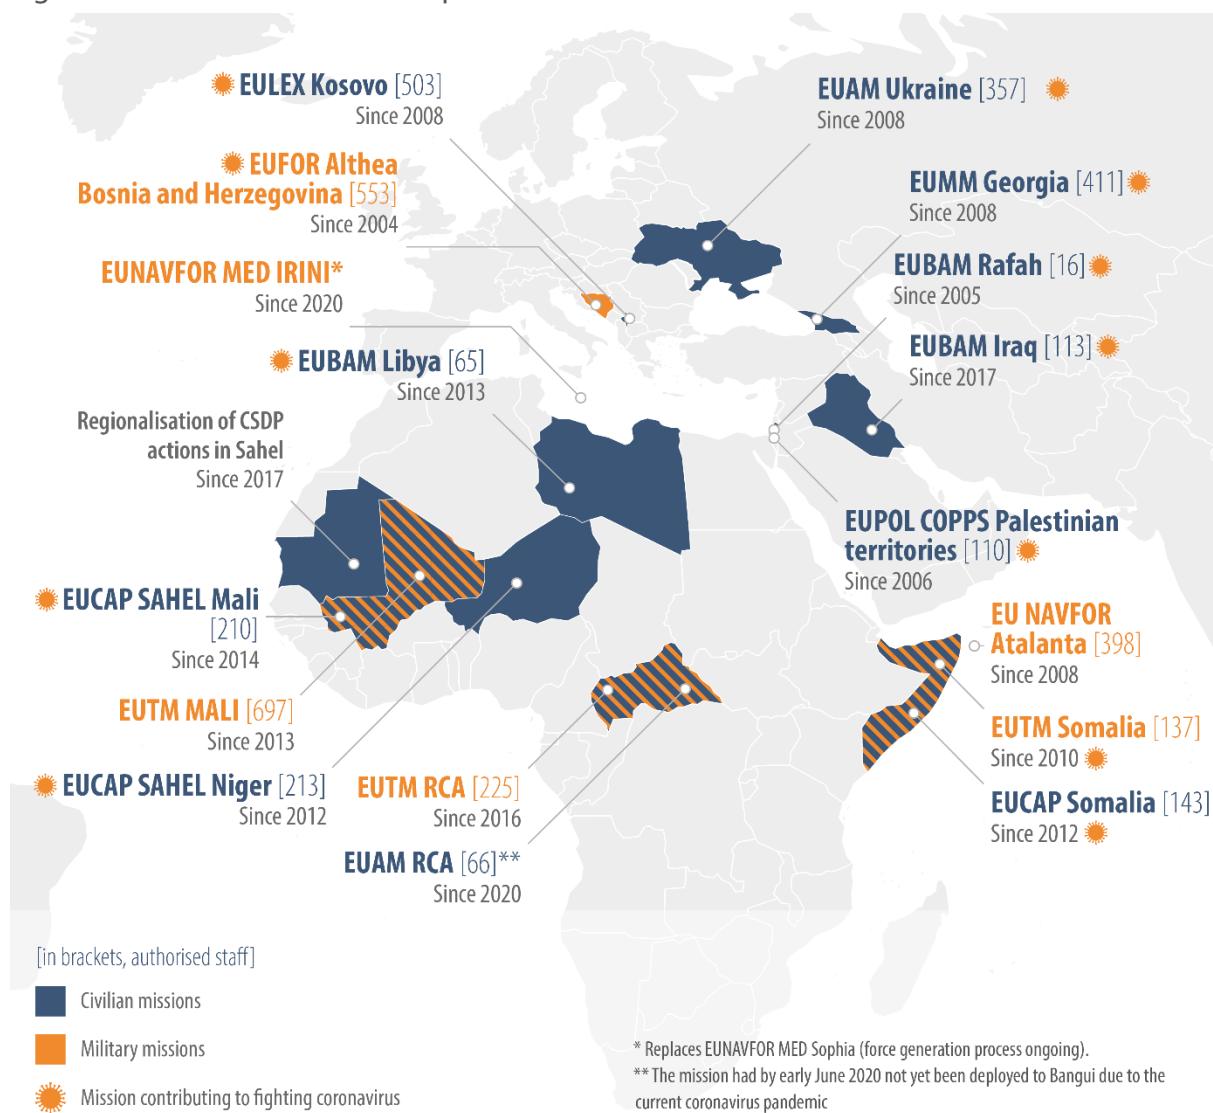 EULEX Kosovo [503]
Since 2008
EUFOR Althea
Bosnia and Herzegovina [553]
Since 2004
EUNAVFOR MED IRINI*
Since 2020
EUBAM Libya [65]
Since 2013
Regionalisation of CSDP
actions in Sahel
Since 2017
EUCAP SAHEL Mali
[210]
Since 2014
EUTM MALI [697]
Since 2013
EUCAP SAHEL Niger [213]
Since 2012
EUTM RCA [225]
Since 2016
EUAM RCA [66]**
Since 2020
EUAM Ukraine [357]
Since 2008
EUMM Georgia [411]
Since 2008
EUBAM Rafah [16]
Since 2005
EUBAM Iraq [113]
Since 2017
EUPOL COPPS Palestinian
territories [110]
Since 2006
EU NAVFOR
Atalanta [398]
Since 2008
EUTM Somalia [137]
Since 2010
EUCAP Somalia [143]
Since 2012
[in brackets, authorised staff]
Civilian missions
Military missions
Mission contributing to fighting coronavirus
* Replaces EUNAVFOR MED Sophia (force generation process ongoing).
** The mission had by early June 2020 not yet been deployed to Bangui due to the
current coronavirus pandemic